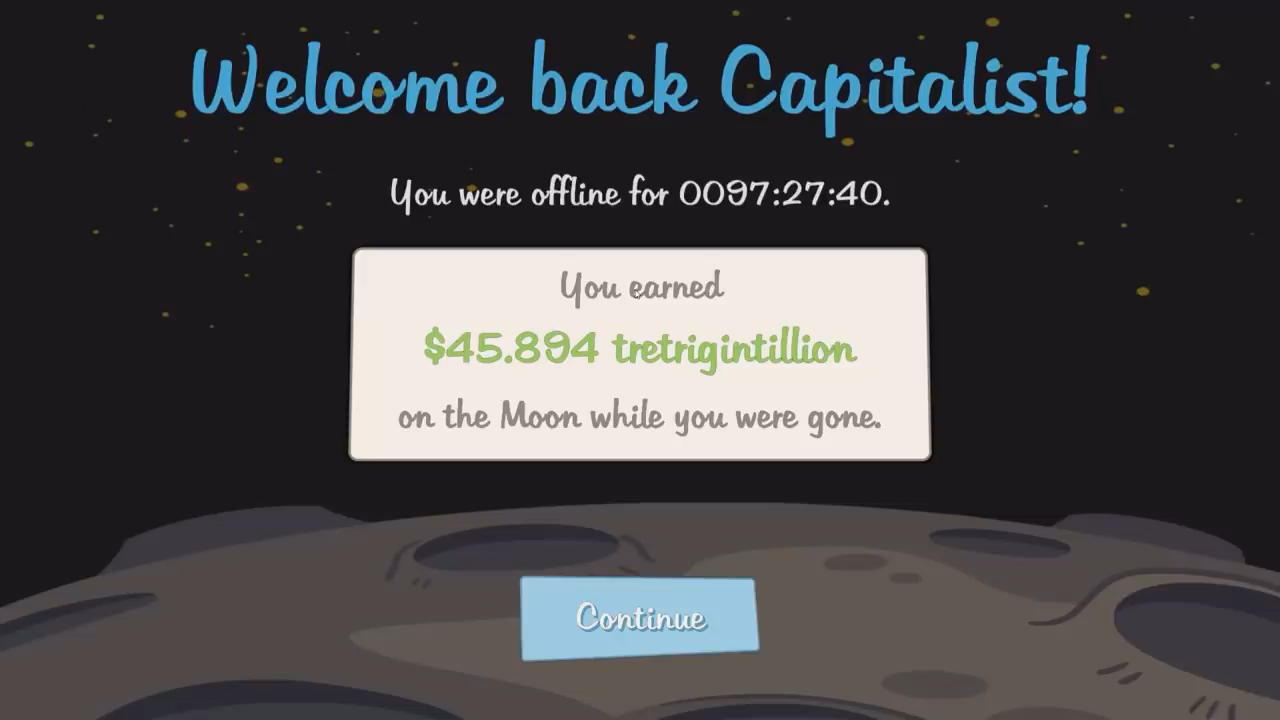 Welcome back Capitalist!
You were offline for 0097:27:40.
You earned
$45.894 tretrigintillion
on the Moon while you were gone.
Continue